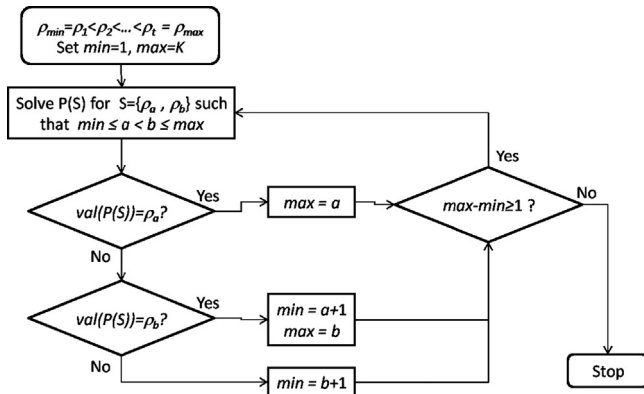 ρmin=ρ1<ρ2<...<ρt = ρmax
Set min=1, max=K
Solve P(S) for S={ρa , ρb} such
that min ≤ a < b ≤ max
Yes
val(P(S))=ρa?
Yes
max = a
max-min≥1 ?
No
No
val(P(S))=ρb?
Yes
min = a+1
max = b
No
min = b+1
Stop